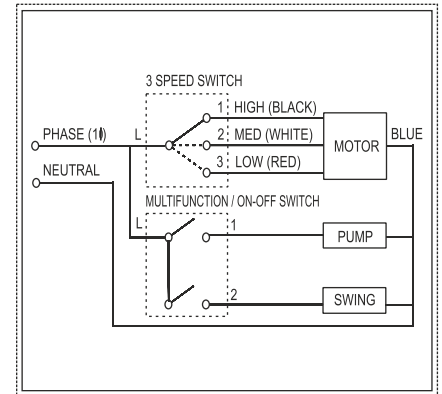 3 SPEED SWITCH
1 HIGH (BLACK)
PHASE (1ɸ) L 2 MED (WHITE) MOTOR BLUE
3 LOW (RED)
NEUTRAL
MULTIFUNCTION / ON-OFF SWITCH
L 1 PUMP
2 SWING